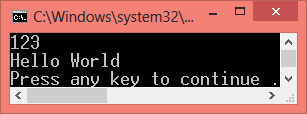 C:\Windows\system32\...
123
Hello World
Press any key to continue .